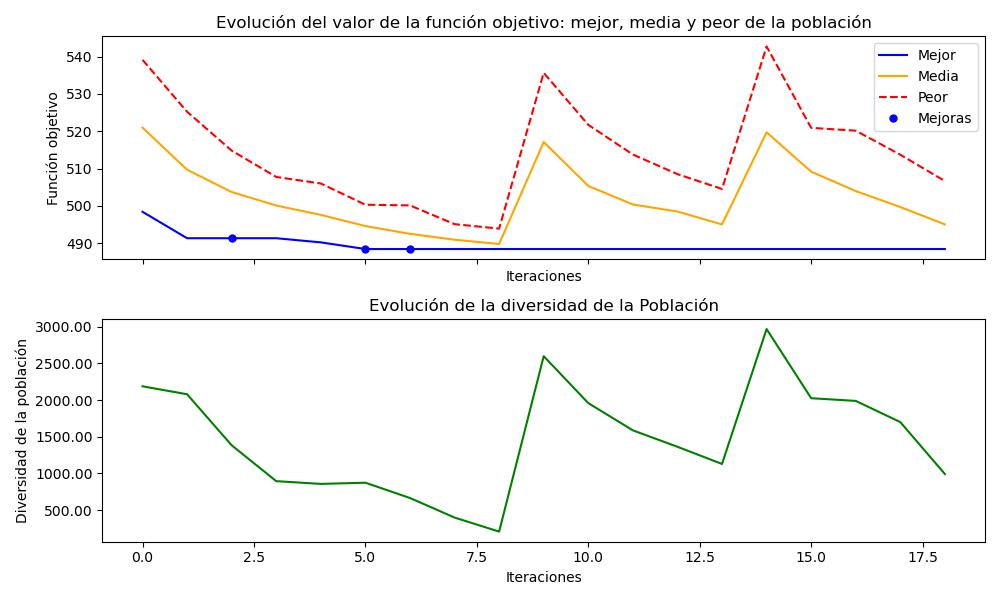 Evolución del valor de la función objetivo: mejor, media y peor de la población
540
530
520
510
500
490
Función objetivo
Mejor
Media
Peor
Mejoras
Iteraciones
Evolución de la diversidad de la Población
3000.00
2500.00
2000.00
1500.00
1000.00
500.00
Diversidad de la población
0.0 2.5 5.0 7.5 10.0 12.5 15.0 17.5
Iteraciones